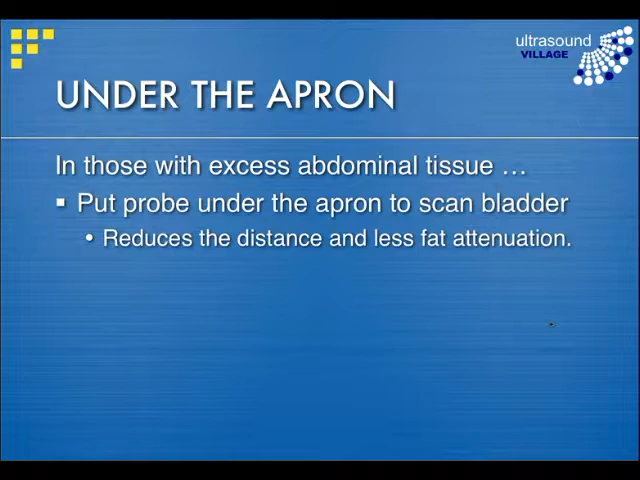 ultrasound
VILLAGE
UNDER THE APRON
In those with excess abdominal tissue …
▪ Put probe under the apron to scan bladder
• Reduces the distance and less fat attenuation.